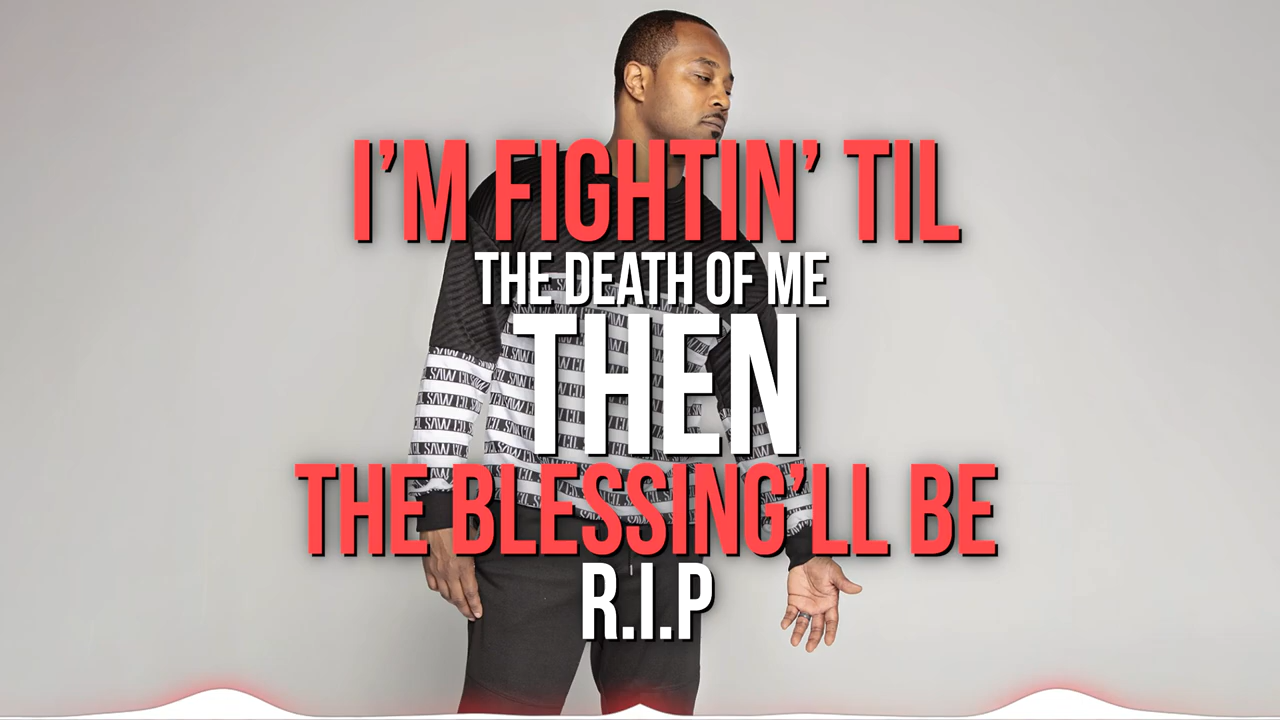 I'M FIGHTIN' TIL
THE DEATH OF ME
THEN
THE BLESSING'LL BE
R.I.P